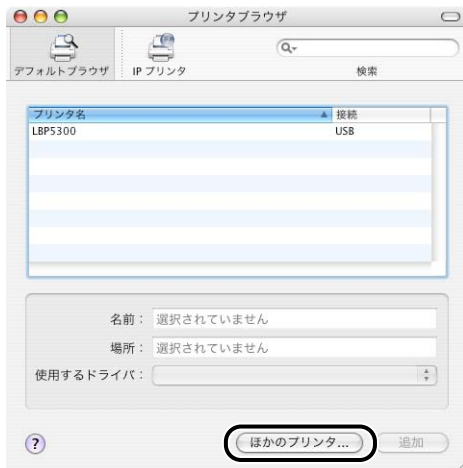 プリンタブラウザ
デフォルトブラウザ IP プリンタ 検索
プリンタ名 接続
LBP5300 USB
名前： 選択されていません
場所： 選択されていません
使用するドライバ：
? ほかのプリンタ... 追加